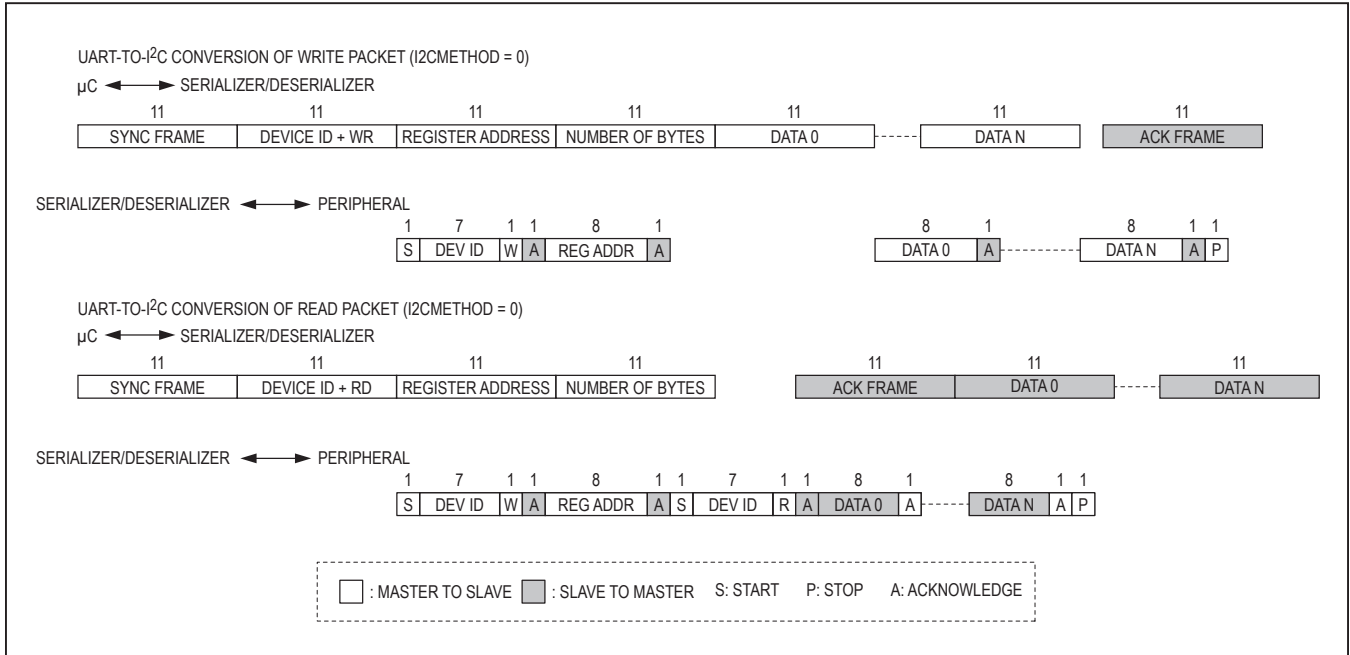 UART-TO-I2C CONVERSION OF WRITE PACKET (I2CMETHOD = 0)
µC SERIALIZER/DESERIALIZER
11 11 11 11 11 11 11
SYNC FRAME DEVICE ID + WR REGISTER ADDRESS NUMBER OF BYTES DATA 0 DATA N ACK FRAME
SERIALIZER/DESERIALIZER PERIPHERAL
1 7 1 1 8 1 8 1 8 1 1
S DEV ID W A REG ADDR A DATA 0 A DATA N A P
UART-TO-I2C CONVERSION OF READ PACKET (I2CMETHOD = 0)
µC SERIALIZER/DESERIALIZER
11 11 11 11 11 11 11
SYNC FRAME DEVICE ID + RD REGISTER ADDRESS NUMBER OF BYTES ACK FRAME DATA 0 DATA N
SERIALIZER/DESERIALIZER PERIPHERAL
1 7 1 1 8 1 1 7 1 1 8 1 8 1 1
S DEV ID W A REG ADDR A S DEV ID R A DATA 0 A DATA N A P
: MASTER TO SLAVE : SLAVE TO MASTER S: START P: STOP A: ACKNOWLEDGE